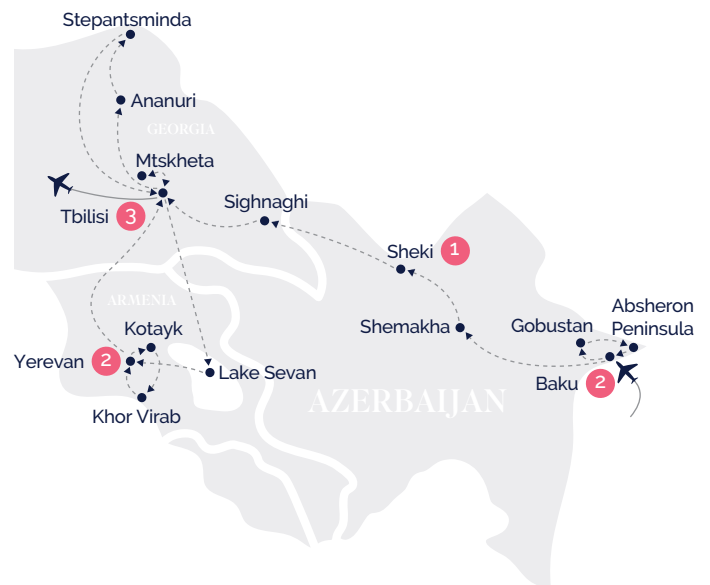 Stepantsminda
Ananuri
GEORGIA
Mtskheta
Tbilisi 3
Sighnaghi
Sheki 1
Shemakha
Gobustan
Absheron
Peninsula
Baku 2
ARMENIA
Kotayk
Yerevan 2
Lake Sevan
Khor Virab
AZERBAIJAN